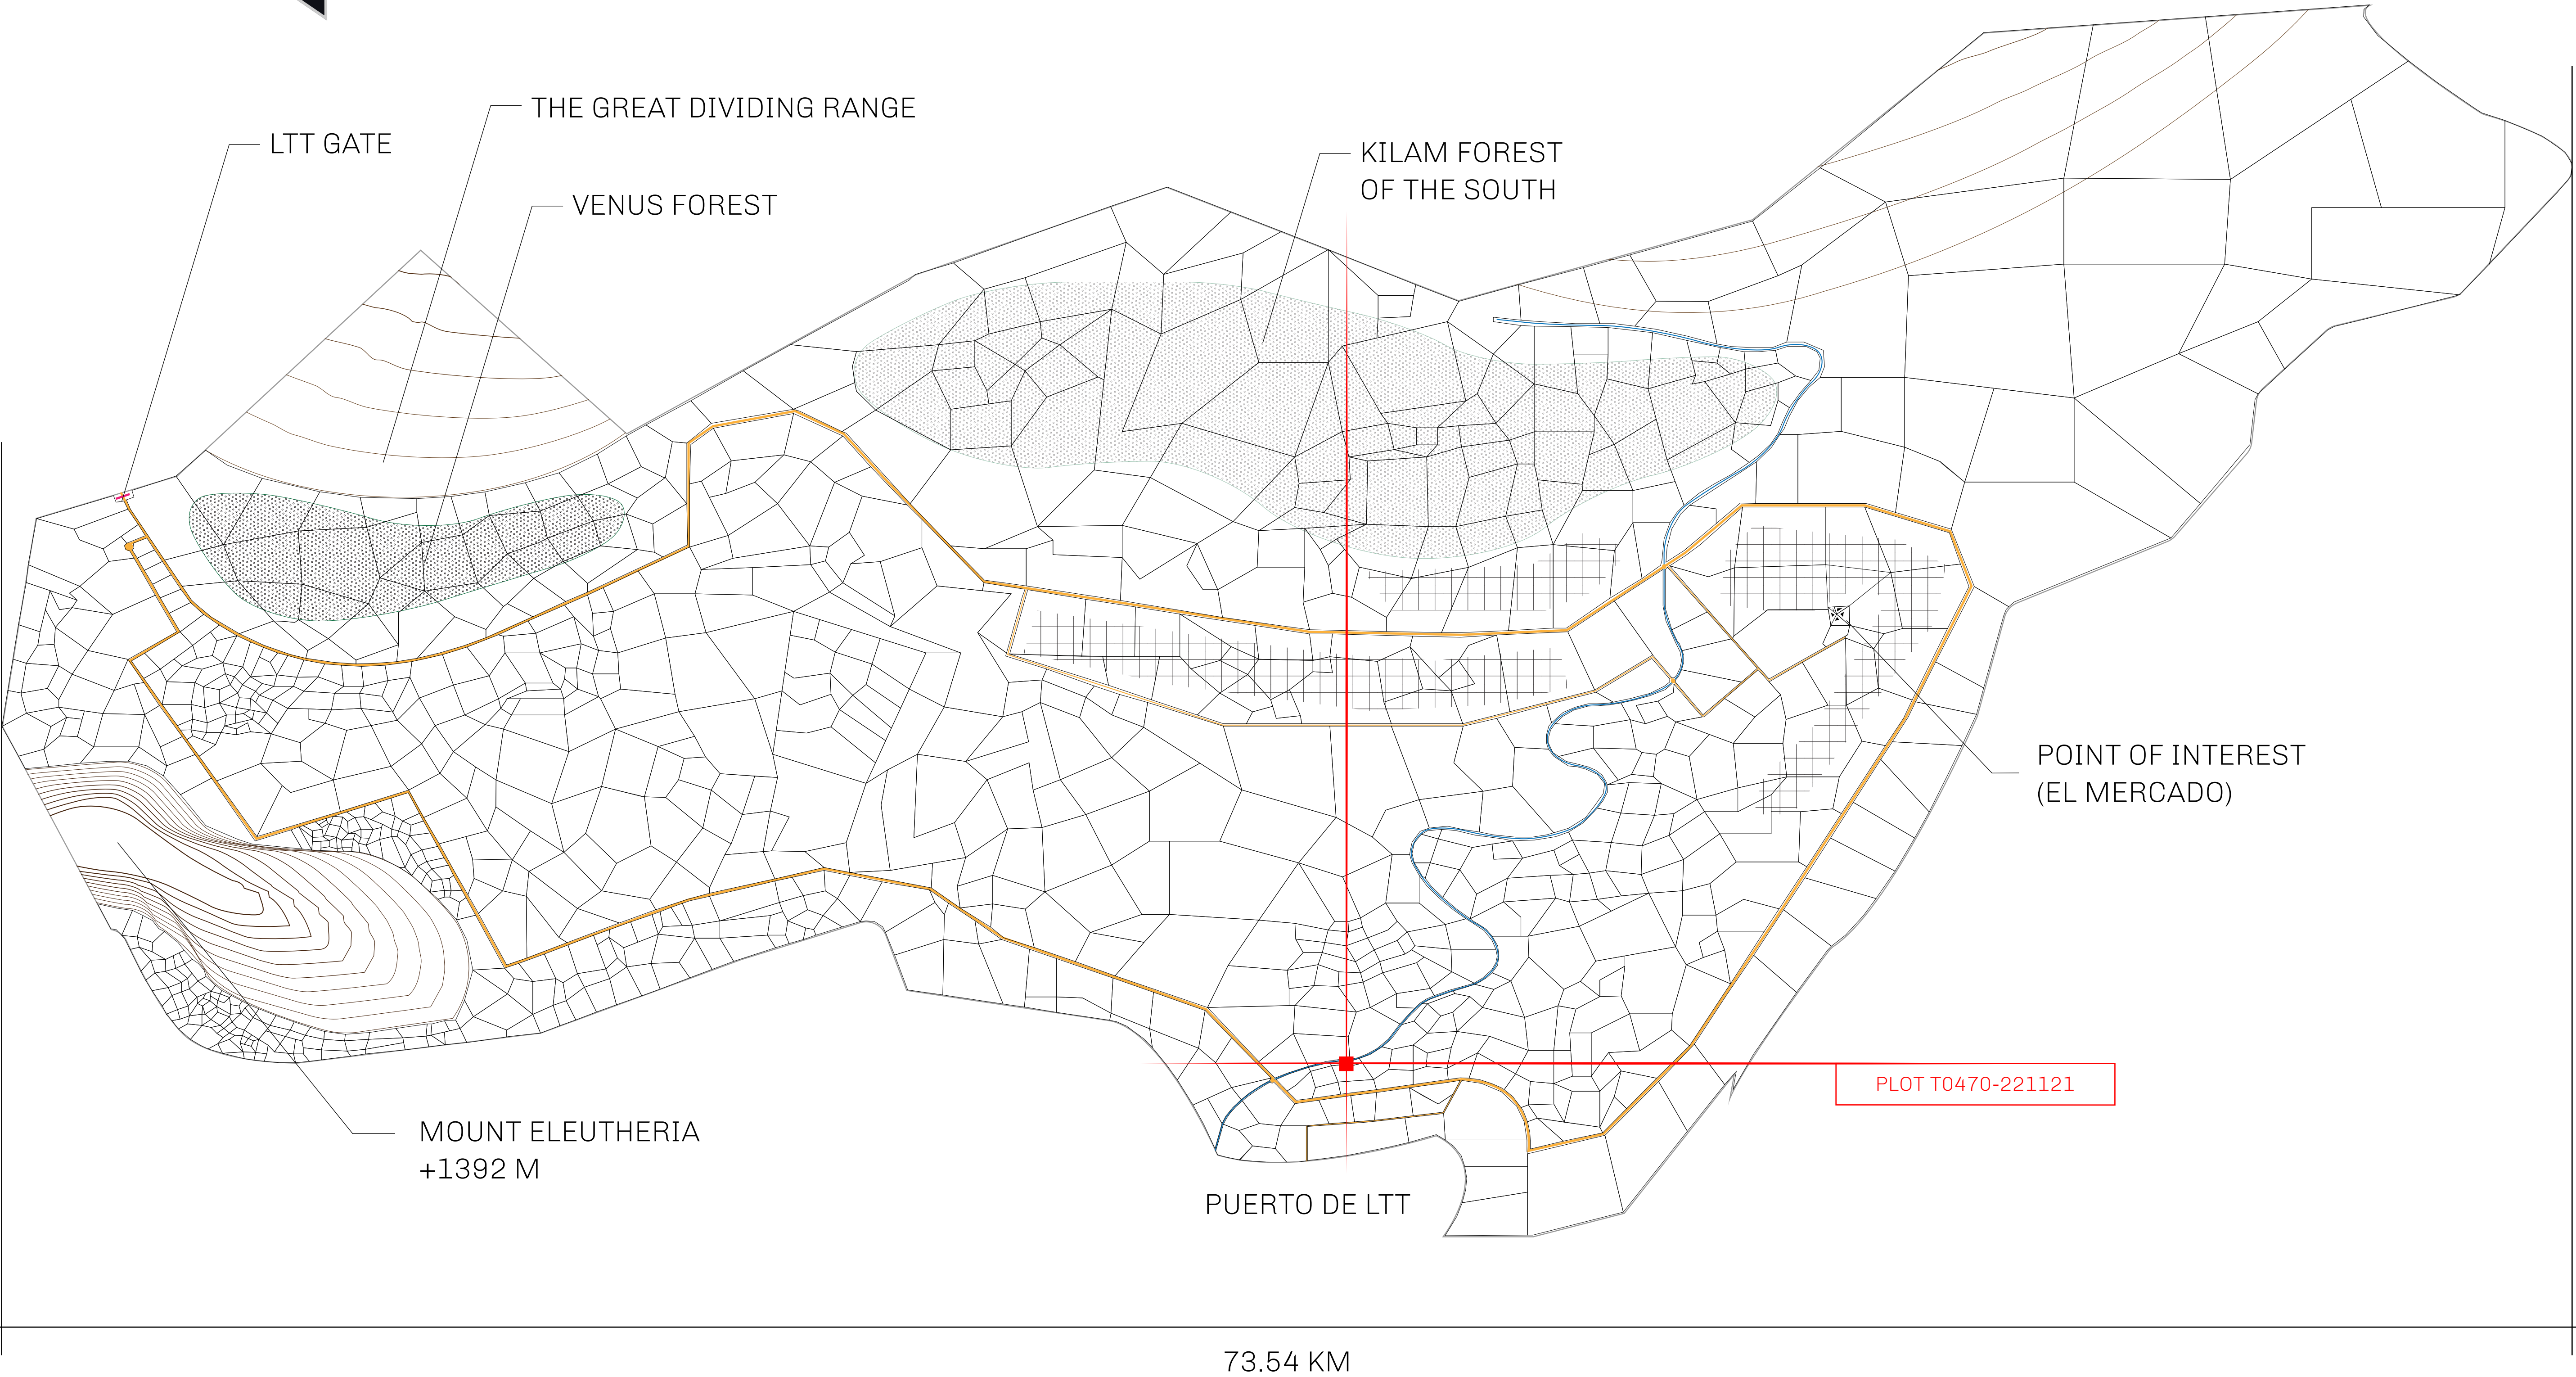 THE GREAT DIVIDING RANGE
LTT GATE
VENUS FOREST
KILAM FOREST
OF THE SOUTH
POINT OF INTEREST
(EL MERCADO)
PLOT T0470-221121
MOUNT ELEUTHERIA
+1392 M
PUERTO DE LTT
73.54 KM